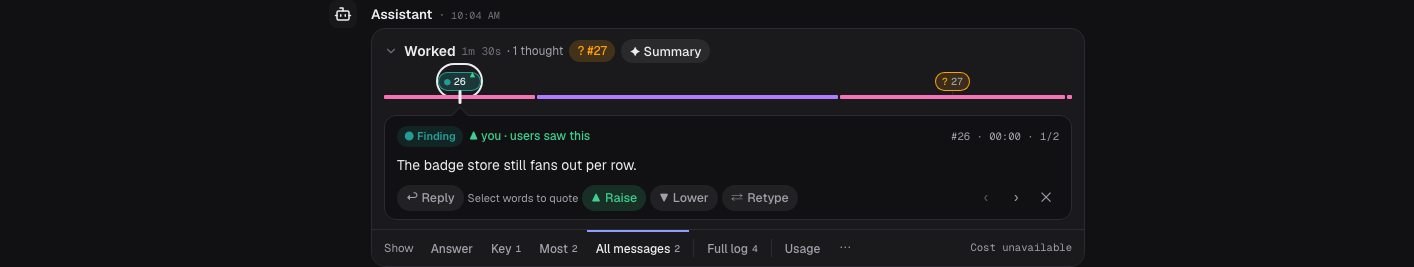 Assistant · 10:04 AM
Worked 1m 30s · 1 thought ? #27 ✦ Summary
26 ? 27
Finding ▲ you · users saw this #26 · 00:00 · 1/2
The badge store still fans out per row.
↩ Reply Select words to quote ▲ Raise ▼ Lower ⇄ Retype ‹ › ×
Show Answer Key 1 Most 2 All messages 2 Full log 4 Usage ··· Cost unavailable